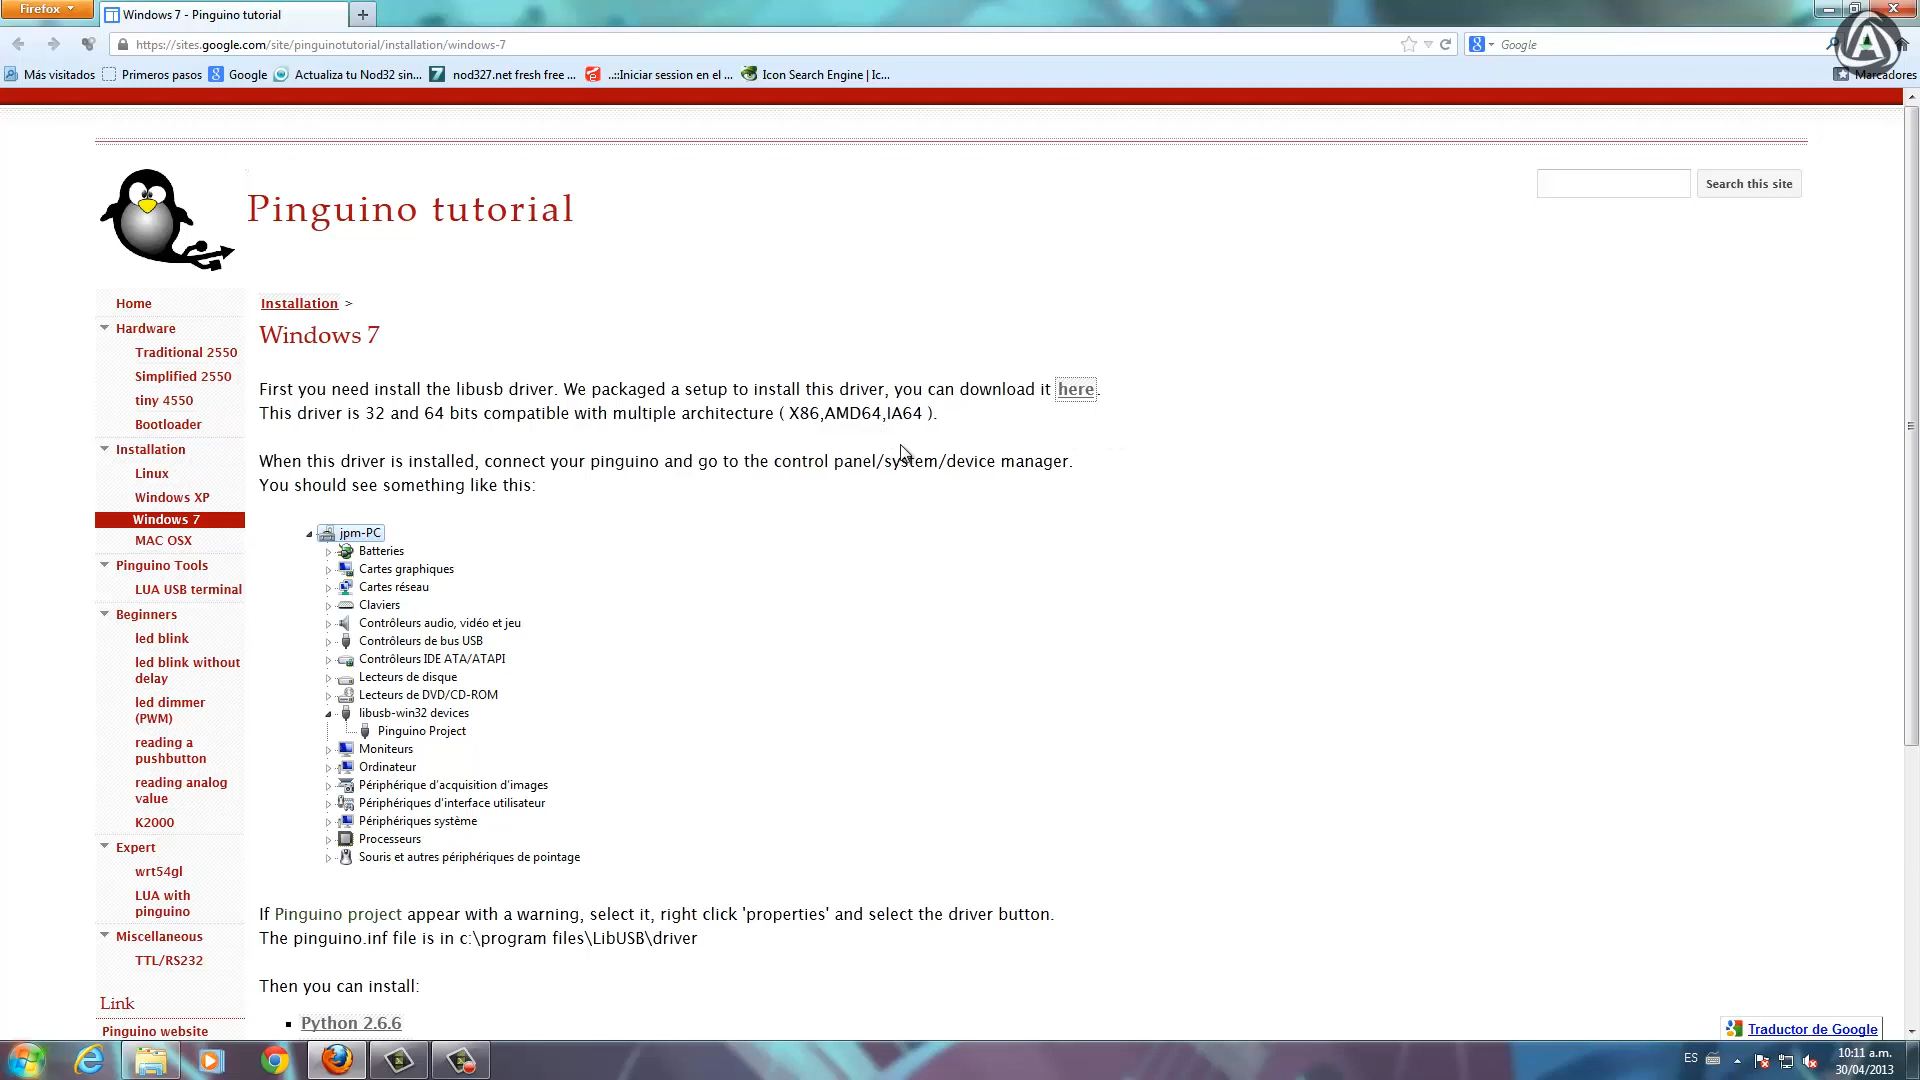 Firefox
Windows 7 - Pinguino tutorial
https://sites.google.com/site/pinguinotutorial/installation/windows-7
Google
Más visitados
Primeros pasos
Google
Actualiza tu Nod32 sin...
nod327.net fresh free ...
..::Iniciar session en el ...
Icon Search Engine | Ic...
Marcadores
Pinguino tutorial
Search this site
Home
Hardware
Traditional 2550
Simplified 2550
tiny 4550
Bootloader
Installation
Linux
Windows XP
Windows 7
MAC OSX
Pinguino Tools
LUA USB terminal
Beginners
led blink
led blink without
delay
led dimmer
(PWM)
reading a
pushbutton
reading analog
value
K2000
Expert
wrt54gl
LUA with
pinguino
Miscellaneous
TTL/RS232
Link
Pinguino website
Installation >
Windows 7
First you need install the libusb driver. We packaged a setup to install this driver, you can download it here.
This driver is 32 and 64 bits compatible with multiple architecture ( X86,AMD64,IA64 ).
When this driver is installed, connect your pinguino and go to the control panel/system/device manager.
You should see something like this:
jpm-PC
Batteries
Cartes graphiques
Cartes réseau
Claviers
Contrôleurs audio, vidéo et jeu
Contrôleurs de bus USB
Contrôleurs IDE ATA/ATAPI
Lecteurs de disque
Lecteurs de DVD/CD-ROM
libusb-win32 devices
Pinguino Project
Moniteurs
Ordinateur
Périphérique d'acquisition d'images
Périphériques d'interface utilisateur
Périphériques système
Processeurs
Souris et autres périphériques de pointage
If Pinguino project appear with a warning, select it, right click 'properties' and select the driver button.
The pinguino.inf file is in c:\program files\LibUSB\driver
Then you can install:
Python 2.6.6
Traductor de Google
ES
10:11 a.m.
30/04/2013